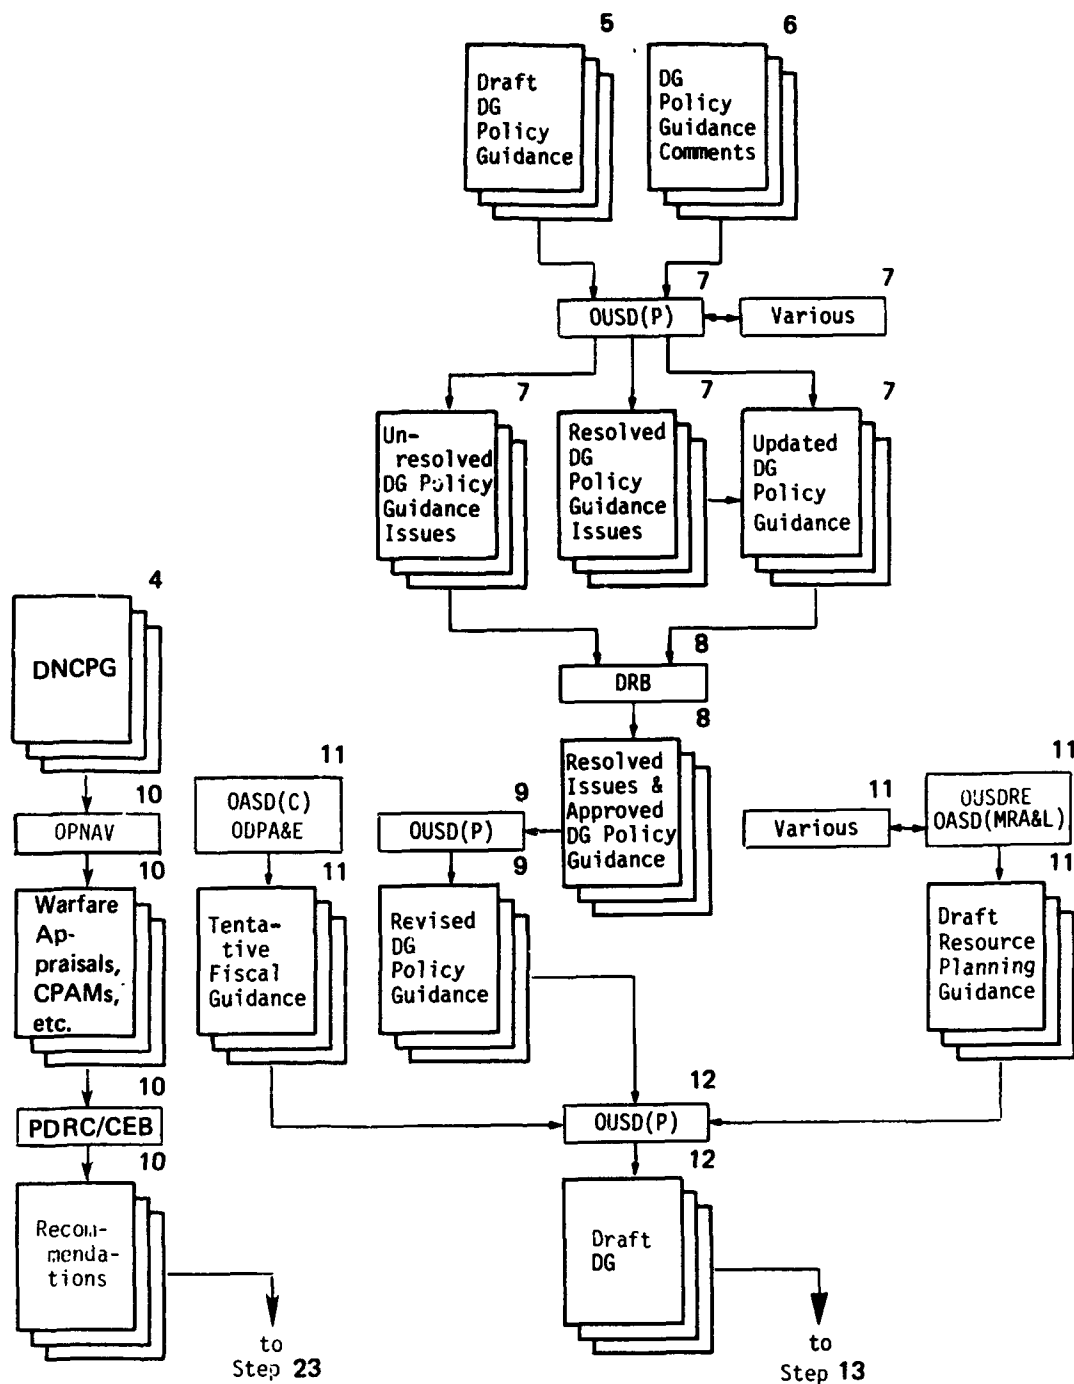 5
6
Draft
DG
Policy
Guidance
DG
Policy
Guidance
Comments
7
7
OUSD(P)
Various
7
7
7
Un-
resolved
DG Policy
Guidance
Issues
Resolved
DG
Policy
Guidance
Issues
Updated
DG
Policy
Guidance
4
DNCPG
8
DRB
8
Resolved
Issues &
Approved
DG Policy
Guidance
10
OPNAV
11
OASD(C)
ODPA&E
9
OUSD(P)
11
Various
11
OUSDRE
OASD(MRA&L)
10
Warfare
Ap-
praisals,
CPAMs,
etc.
11
Tenta-
tive
Fiscal
Guidance
9
Revised
DG
Policy
Guidance
11
Draft
Resource
Planning
Guidance
10
PDRC/CEB
12
OUSD(P)
10
Recom-
menda-
tions
12
Draft
DG
to
Step 23
to
Step 13